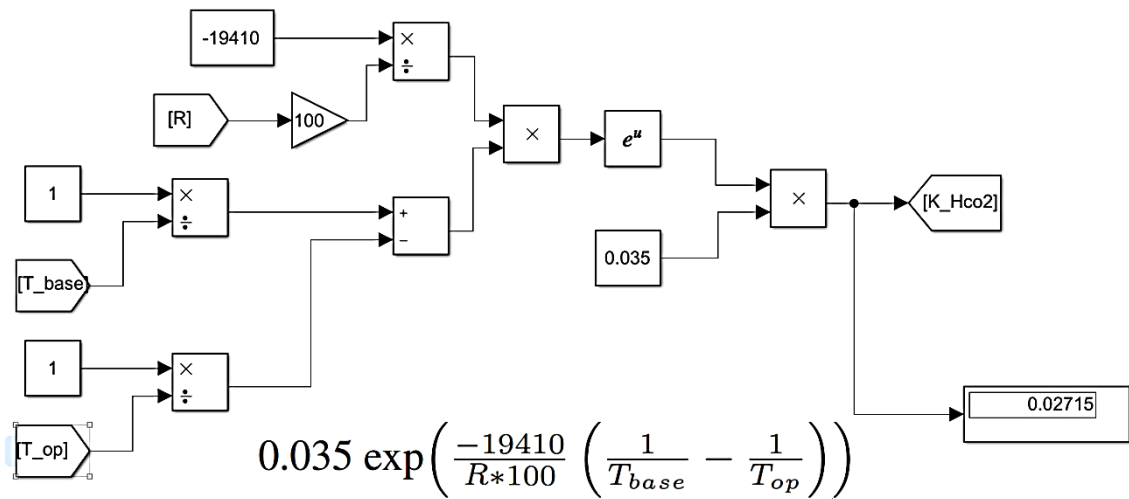 -19410
×
÷
[R]
100
×
e^u
1
×
÷
[T_base]
+
−
×
0.035
[K_Hco2]
1
×
÷
[T_op]
0.02715
0.035 exp(-19410/R*100 (1/T_base − 1/T_op))